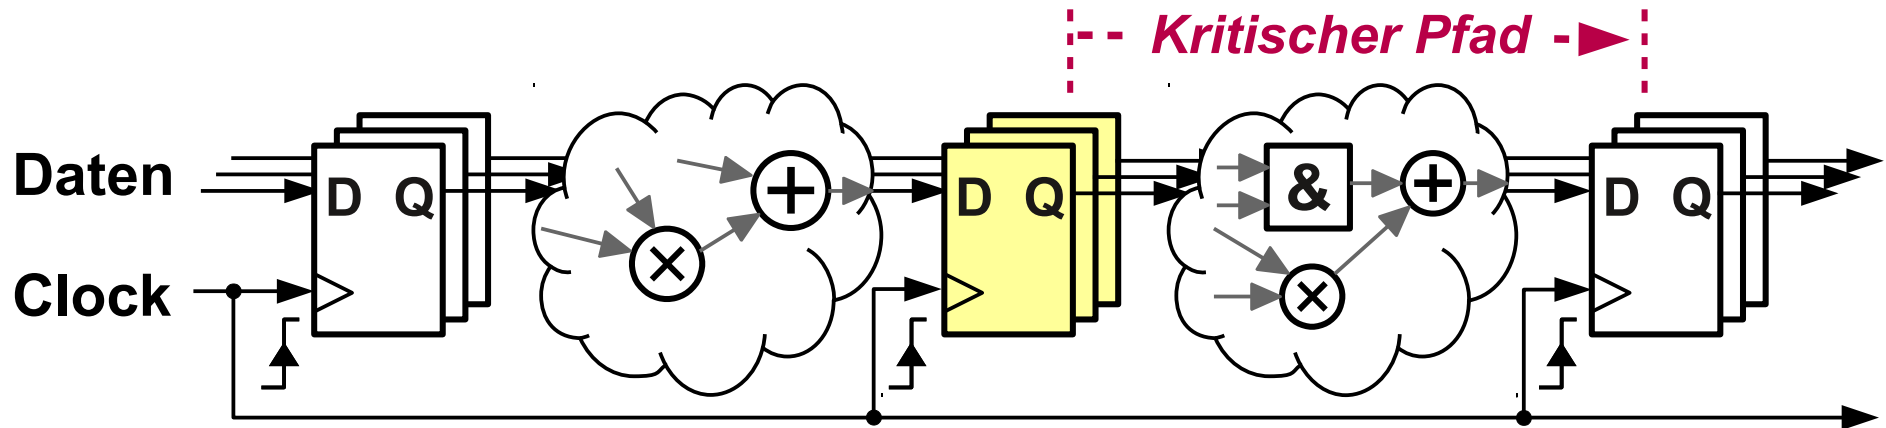 Kritischer Pfad
Daten
D Q
D Q
&
D Q
Clock